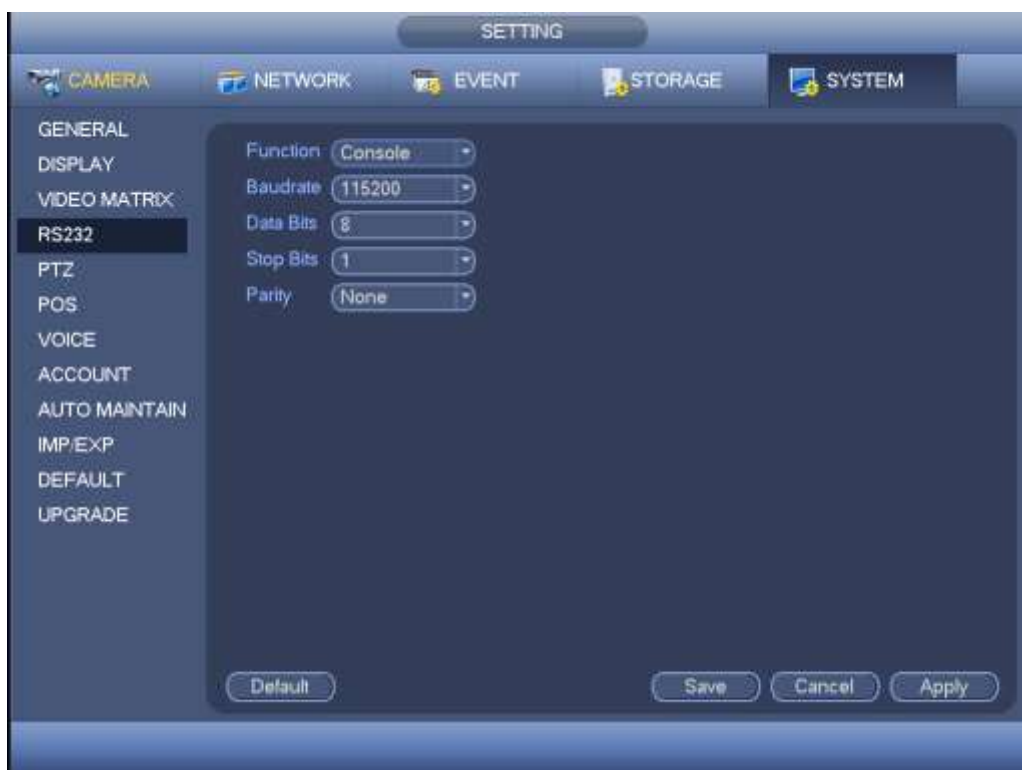 SETTING
CAMERA NETWORK EVENT STORAGE SYSTEM
GENERAL
DISPLAY
VIDEO MATRIX
RS232
PTZ
POS
VOICE
ACCOUNT
AUTO MAINTAIN
IMP/EXP
DEFAULT
UPGRADE
Function Console
Baudrate 115200
Data Bits 8
Stop Bits 1
Parity None
Default Save Cancel Apply